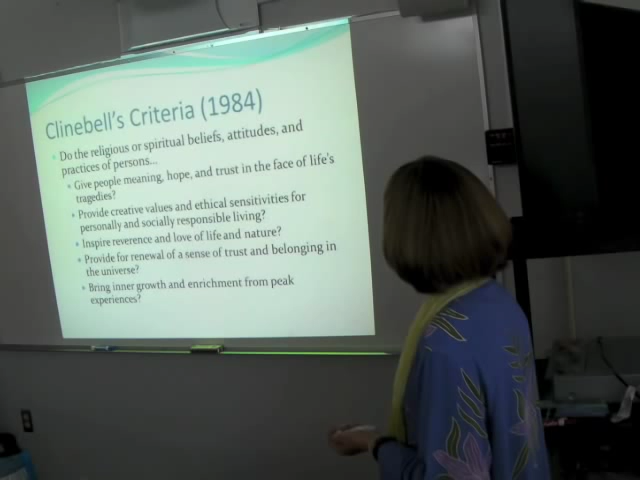 Clinebell's Criteria (1984)
Do the religious or spiritual beliefs, attitudes, and
practices of persons...
Give people meaning, hope, and trust in the face of life's
tragedies?
Provide creative values and ethical sensitivities for
personally and socially responsible living?
Inspire reverence and love of life and nature?
Provide for renewal of a sense of trust and belonging in
the universe?
Bring inner growth and enrichment from peak
experiences?